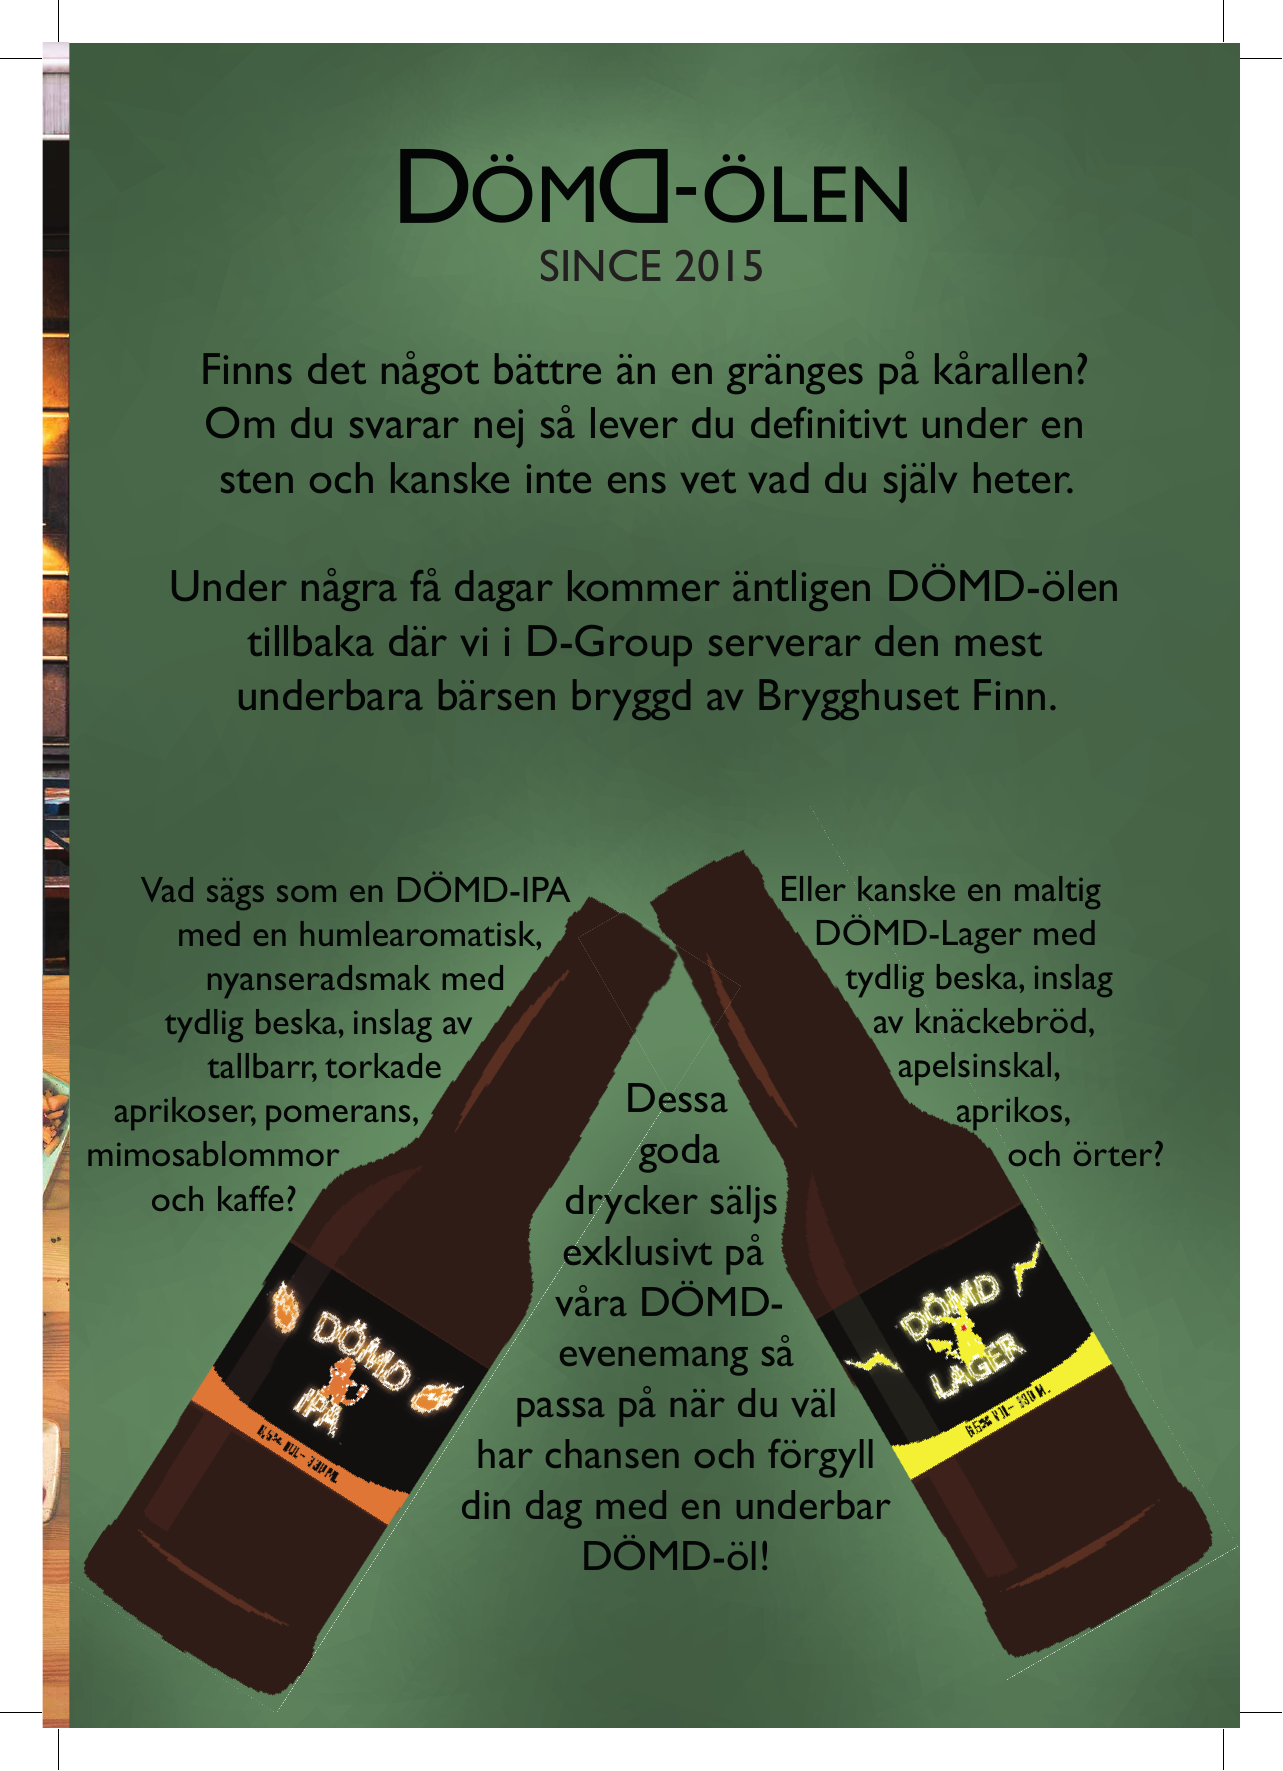 DÖMD-ÖLEN
SINCE 2015
Finns det något bättre än en gränges på kårallen?
Om du svarar nej så lever du definitivt under en
sten och kanske inte ens vet vad du själv heter.
Under några få dagar kommer äntligen DÖMD-ölen
tillbaka där vi i D-Group serverar den mest
underbara bärsen bryggd av Brygghuset Finn.
Vad sägs som en DÖMD-IPA
med en humlearomatisk,
nyanseradsmak med
tydlig beska, inslag av
tallbarr, torkade
aprikoser, pomerans,
mimosablommor
och kaffe?
Eller kanske en maltig
DÖMD-Lager med
tydlig beska, inslag
av knäckebröd,
apelsinskal,
aprikos,
och örter?
Dessa
goda
drycker säljs
exklusivt på
våra DÖMD-
evenemang så
passa på när du väl
har chansen och förgyll
din dag med en underbar
DÖMD-öl!
DÖMD
IPA
DÖMD
LAGER